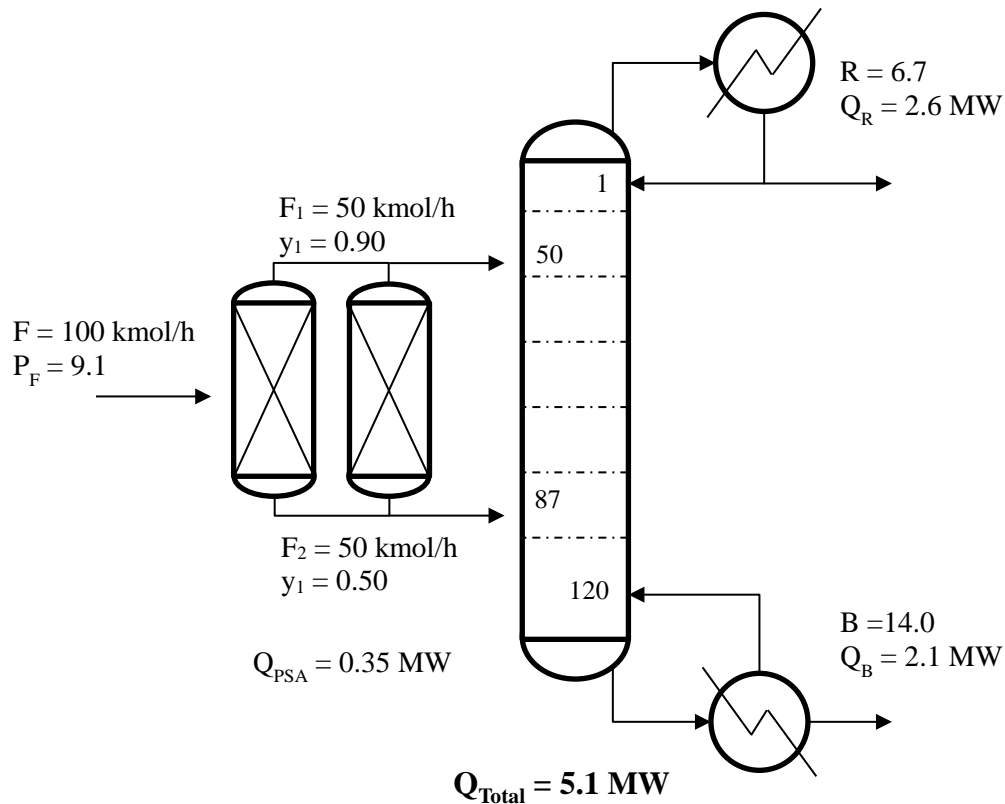 R = 6.7
Q_R = 2.6 MW
1
F₁ = 50 kmol/h
y₁ = 0.90
50
F = 100 kmol/h
P_F = 9.1
87
F₂ = 50 kmol/h
y₁ = 0.50
120
B =14.0
Q_B = 2.1 MW
Q_PSA = 0.35 MW
Q_Total = 5.1 MW